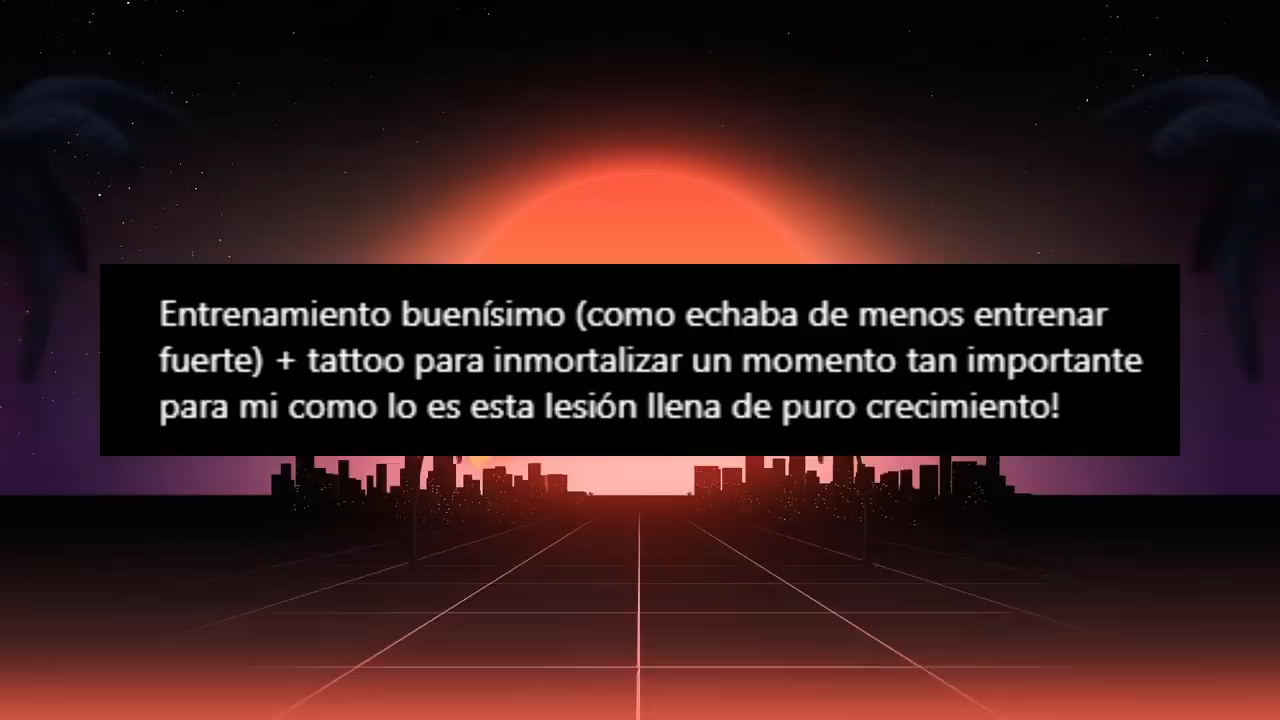 Entrenamiento buenísimo (como echaba de menos entrenar
fuerte) + tattoo para inmortalizar un momento tan importante
para mi como lo es esta lesión llena de puro crecimiento!